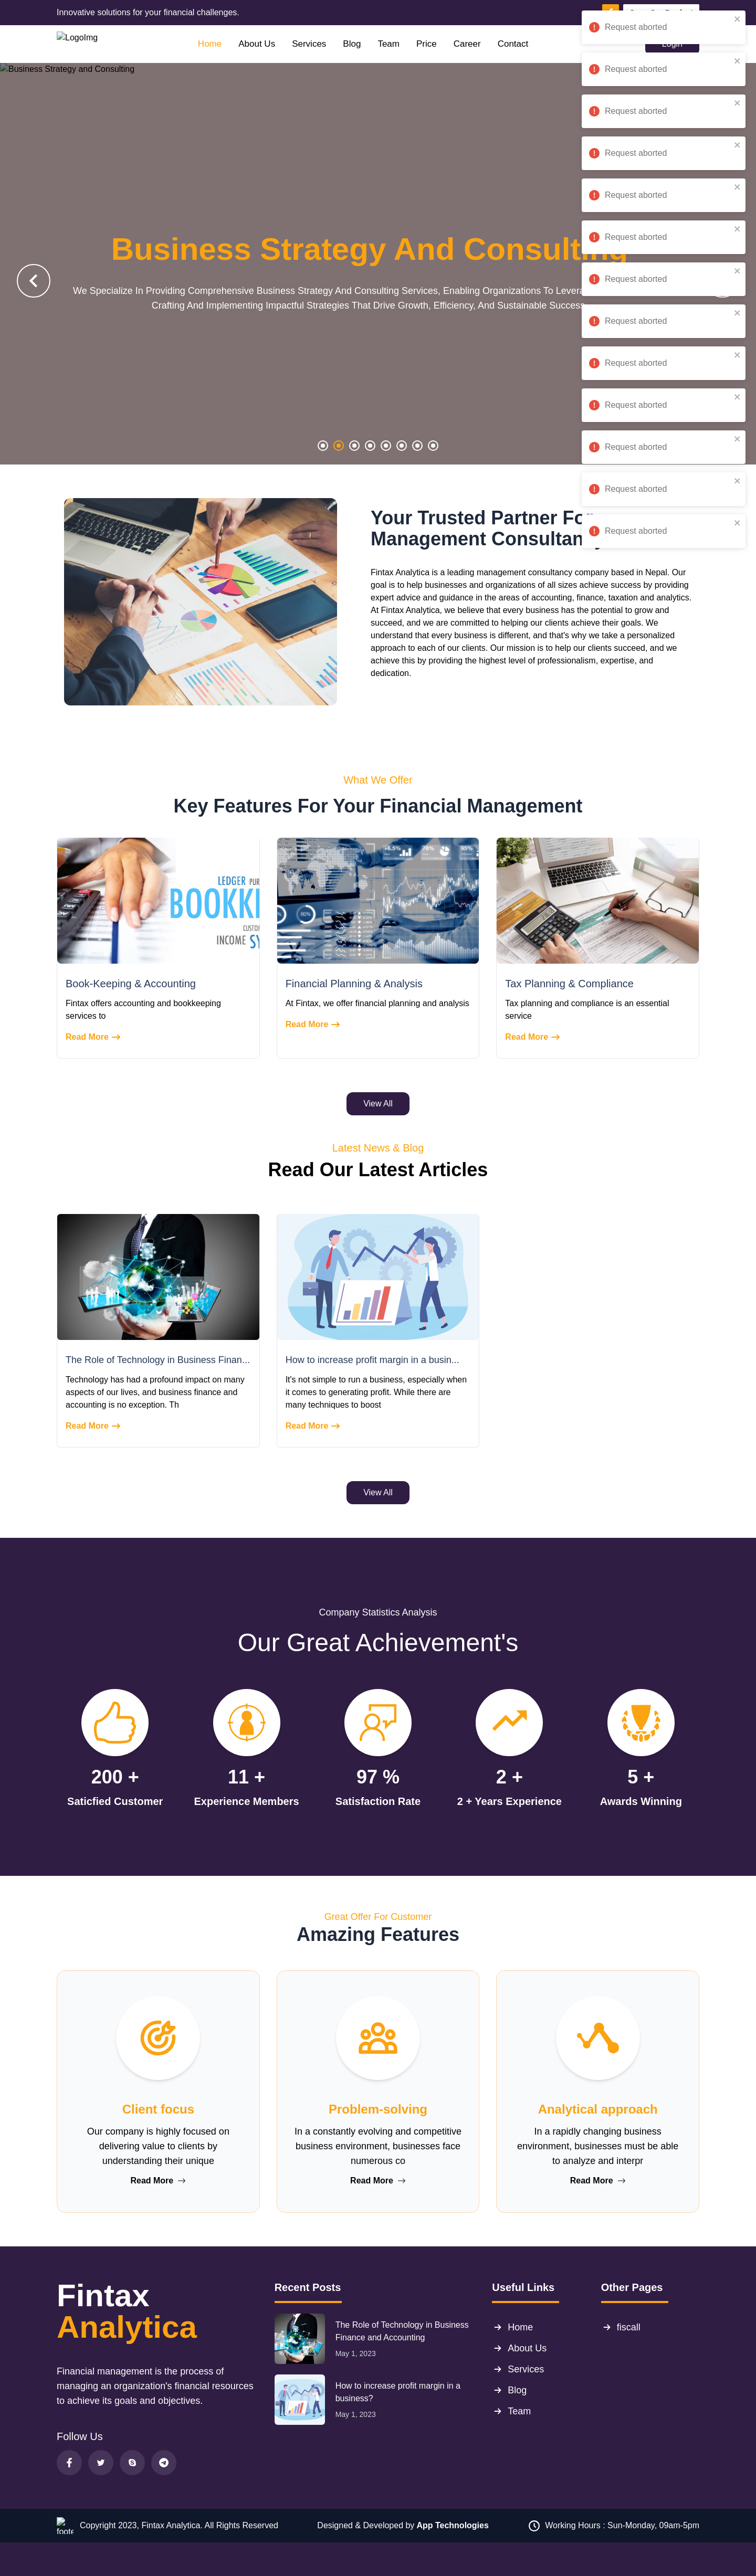 Innovative solutions for your financial challenges.
LogoImg
Home
About Us
Services
Blog
Team
Price
Career
Contact
Login
Request aborted
Request aborted
Request aborted
Request aborted
Request aborted
Request aborted
Request aborted
Request aborted
Request aborted
Request aborted
Request aborted
Request aborted
Request aborted
Business Strategy and Consulting
Business Strategy And Consulting
We Specialize In Providing Comprehensive Business Strategy And Consulting Services, Enabling Organizations To
Crafting And Implementing Impactful Strategies That Drive Growth, Efficiency, And Sustainable Success
Your Trusted Partner For
Management Consultancy
Fintax Analytica is a leading management consultancy company based in Nepal. Our
goal is to help businesses and organizations of all sizes achieve success by providing
expert advice and guidance in the areas of accounting, finance, taxation and analytics.
At Fintax Analytica, we believe that every business has the potential to grow and
succeed, and we are committed to helping our clients achieve their goals. We
understand that every business is different, and that's why we take a personalized
approach to each of our clients. Our mission is to help our clients succeed, and we
achieve this by providing the highest level of professionalism, expertise, and
dedication.
What We Offer
Key Features For Your Financial Management
LEDGER PUR
BOOKKE
CUSTOM
INCOME SY
+6.5%
78%
95%
80%
Book-Keeping & Accounting
Fintax offers accounting and bookkeeping
services to
Read More
Financial Planning & Analysis
At Fintax, we offer financial planning and analysis
Read More
Tax Planning & Compliance
Tax planning and compliance is an essential
service
Read More
View All
Latest News & Blog
Read Our Latest Articles
The Role of Technology in Business Finan...
Technology has had a profound impact on many
aspects of our lives, and business finance and
accounting is no exception. Th
Read More
How to increase profit margin in a busin...
It's not simple to run a business, especially when
it comes to generating profit. While there are
many techniques to boost
Read More
View All
Company Statistics Analysis
Our Great Achievement's
200 +
Saticfied Customer
11 +
Experience Members
97 %
Satisfaction Rate
2 +
2 + Years Experience
5 +
Awards Winning
Great Offer For Customer
Amazing Features
Client focus
Our company is highly focused on
delivering value to clients by
understanding their unique
Read More
Problem-solving
In a constantly evolving and competitive
business environment, businesses face
numerous co
Read More
Analytical approach
In a rapidly changing business
environment, businesses must be able
to analyze and interpr
Read More
Fintax
Analytica
Financial management is the process of
managing an organization's financial resources
to achieve its goals and objectives.
Follow Us
Recent Posts
The Role of Technology in Business
Finance and Accounting
May 1, 2023
How to increase profit margin in a
business?
May 1, 2023
Useful Links
Home
About Us
Services
Blog
Team
Other Pages
fiscall
foote
Copyright 2023, Fintax Analytica. All Rights Reserved
Designed & Developed by App Technologies
Working Hours : Sun-Monday, 09am-5pm